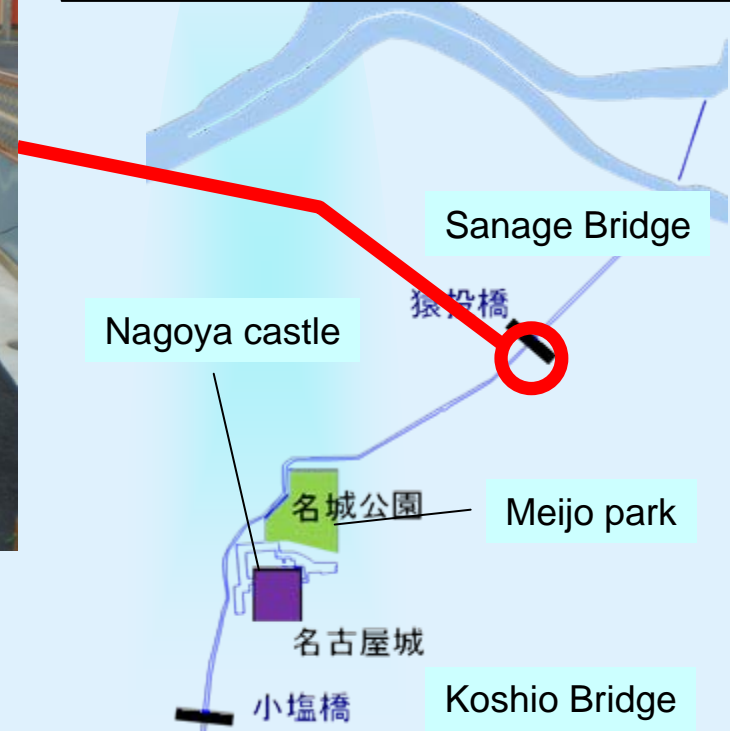 Sanage Bridge
猿投橋
Nagoya castle
名城公園
Meijo park
名古屋城
小塩橋
Koshio Bridge